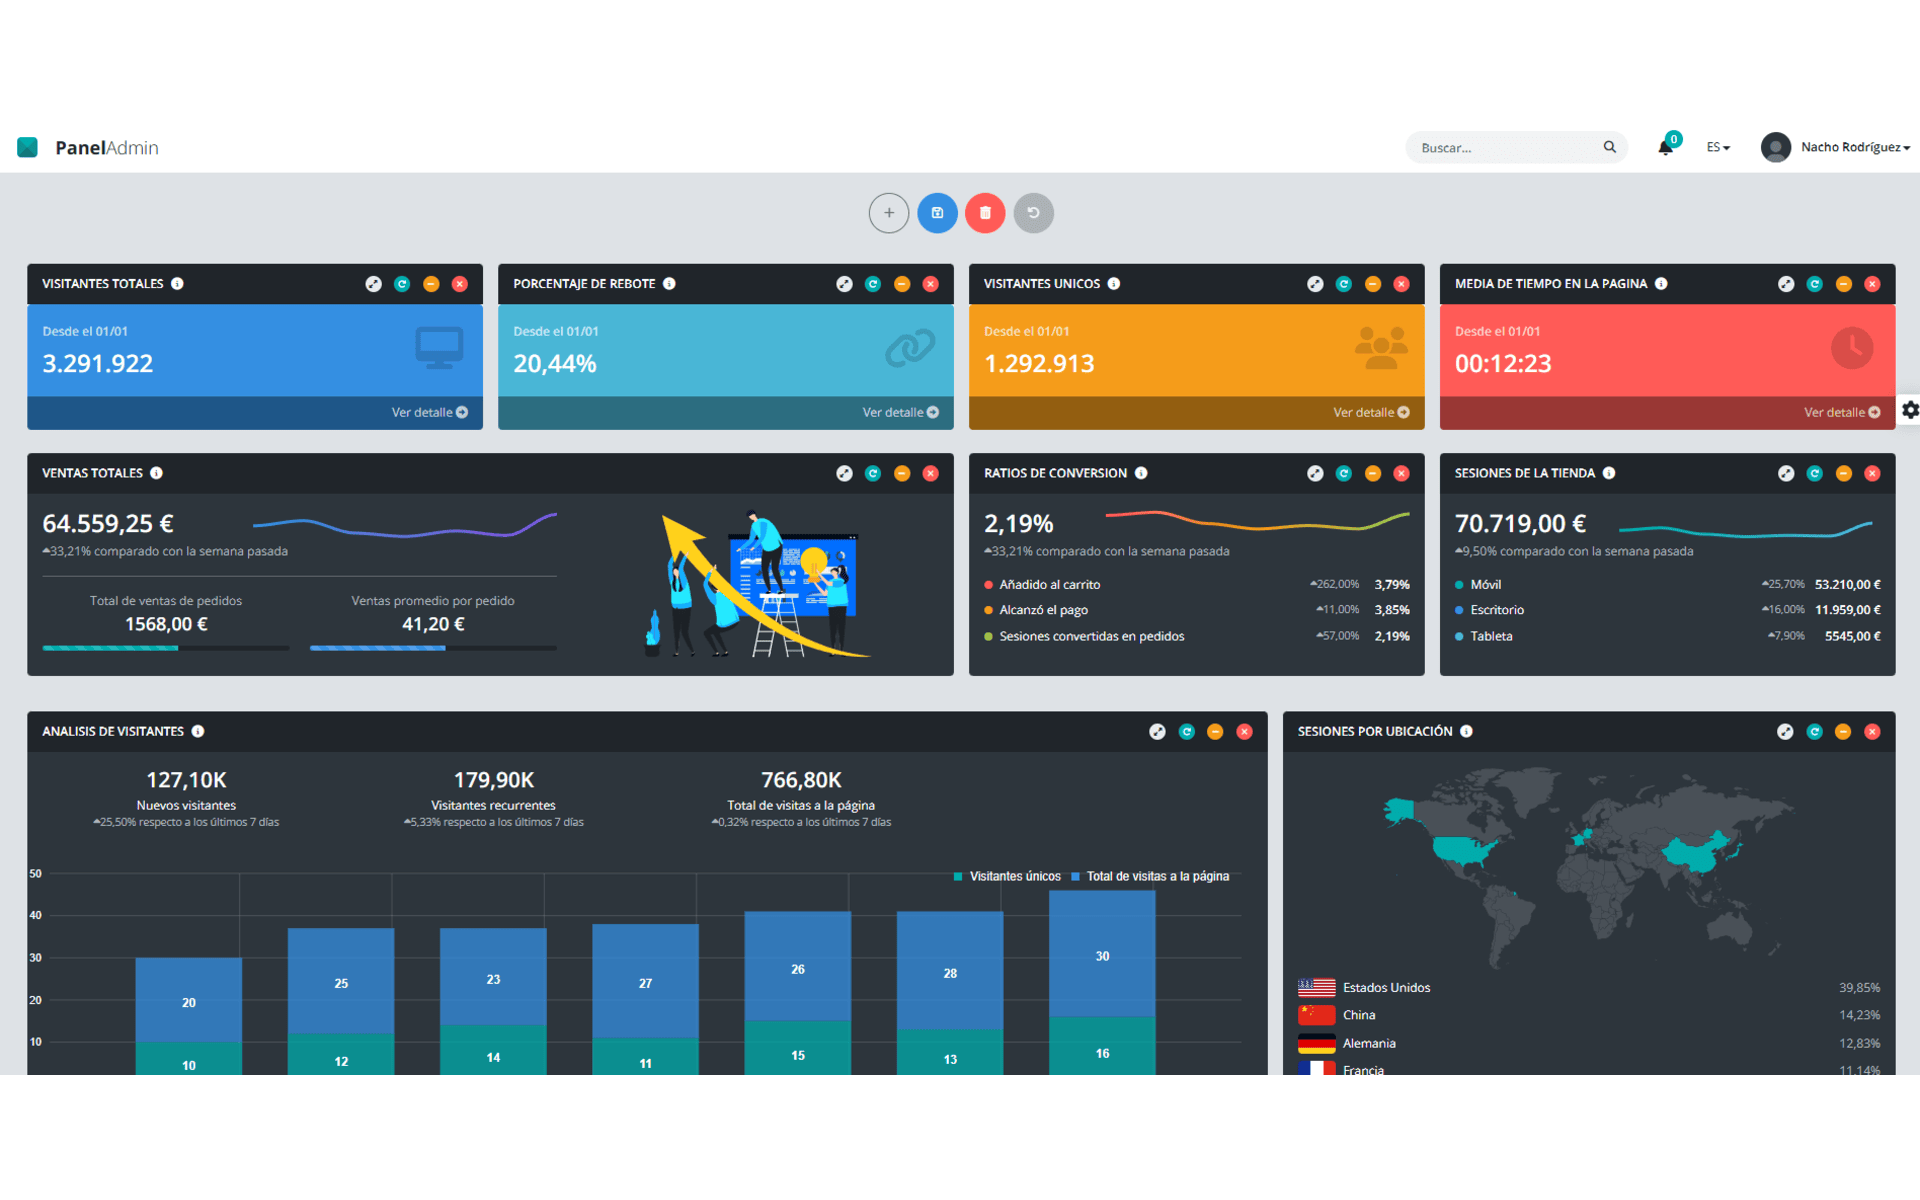 PanelAdmin
Buscar...
0
ES
Nacho Rodríguez
VISITANTES TOTALES
Desde el 01/01
3.291.922
Ver detalle
PORCENTAJE DE REBOTE
Desde el 01/01
20,44%
Ver detalle
VISITANTES UNICOS
Desde el 01/01
1.292.913
Ver detalle
MEDIA DE TIEMPO EN LA PAGINA
Desde el 01/01
00:12:23
Ver detalle
VENTAS TOTALES
64.559,25 €
33,21% comparado con la semana pasada
Total de ventas de pedidos
1568,00 €
Ventas promedio por pedido
41,20 €
RATIOS DE CONVERSION
2,19%
33,21% comparado con la semana pasada
Añadido al carrito 262,00% 3,79%
Alcanzó el pago 11,00% 3,85%
Sesiones convertidas en pedidos 57,00% 2,19%
SESIONES DE LA TIENDA
70.719,00 €
9,50% comparado con la semana pasada
Móvil 25,70% 53.210,00 €
Escritorio 16,00% 11.959,00 €
Tableta 7,90% 5545,00 €
ANALISIS DE VISITANTES
127,10K
Nuevos visitantes
25,50% respecto a los últimos 7 días
179,90K
Visitantes recurrentes
5,33% respecto a los últimos 7 días
766,80K
Total de visitas a la página
0,32% respecto a los últimos 7 días
Visitantes únicos Total de visitas a la página
50
40
30
20
10
20 25 23 27 26 28 30
10 12 14 11 15 13 16
SESIONES POR UBICACIÓN
Estados Unidos 39,85%
China 14,23%
Alemania 12,83%
Francia 11,14%